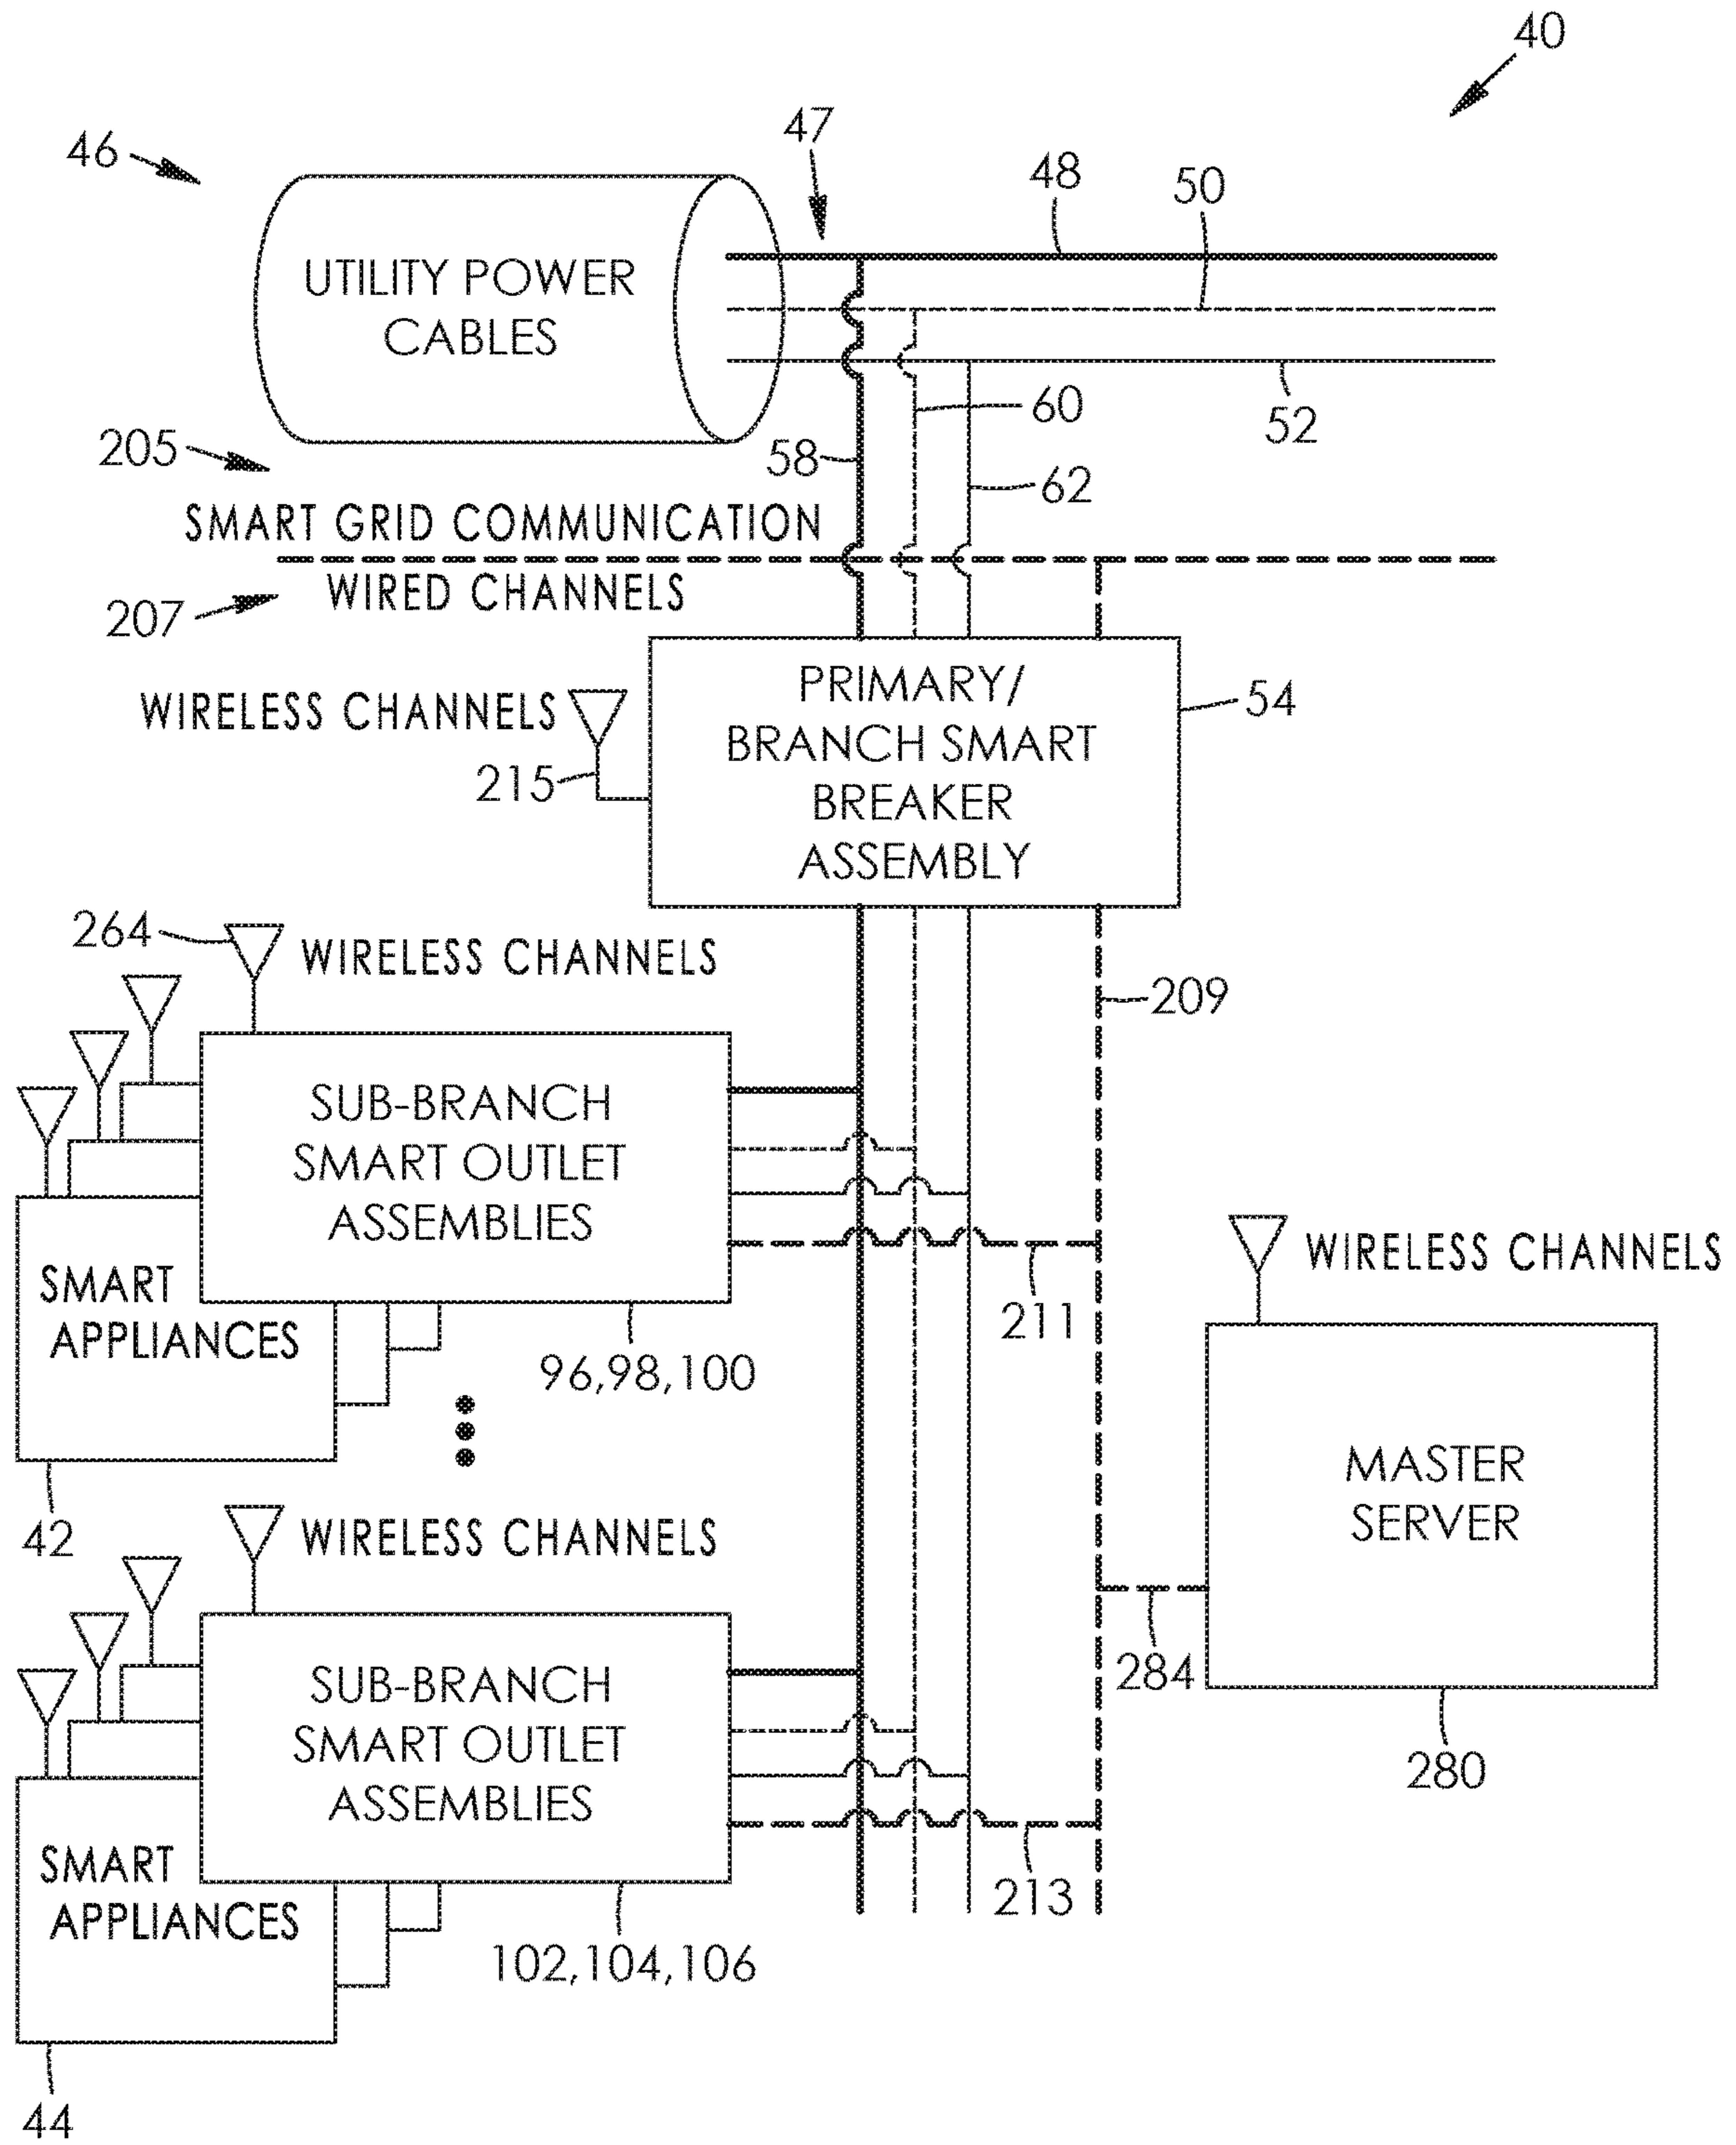 40
47
46
48
50
UTILITY POWER
CABLES
60
52
205
58
62
SMART GRID COMMUNICATION
WIRED CHANNELS
207
PRIMARY/
BRANCH SMART
BREAKER
ASSEMBLY
54
WIRELESS CHANNELS
215
264
WIRELESS CHANNELS
209
SUB-BRANCH
SMART OUTLET
ASSEMBLIES
WIRELESS CHANNELS
SMART
APPLIANCES
211
96,98,100
MASTER
SERVER
42
WIRELESS CHANNELS
284
SUB-BRANCH
SMART OUTLET
ASSEMBLIES
280
SMART
APPLIANCES
213
102,104,106
44